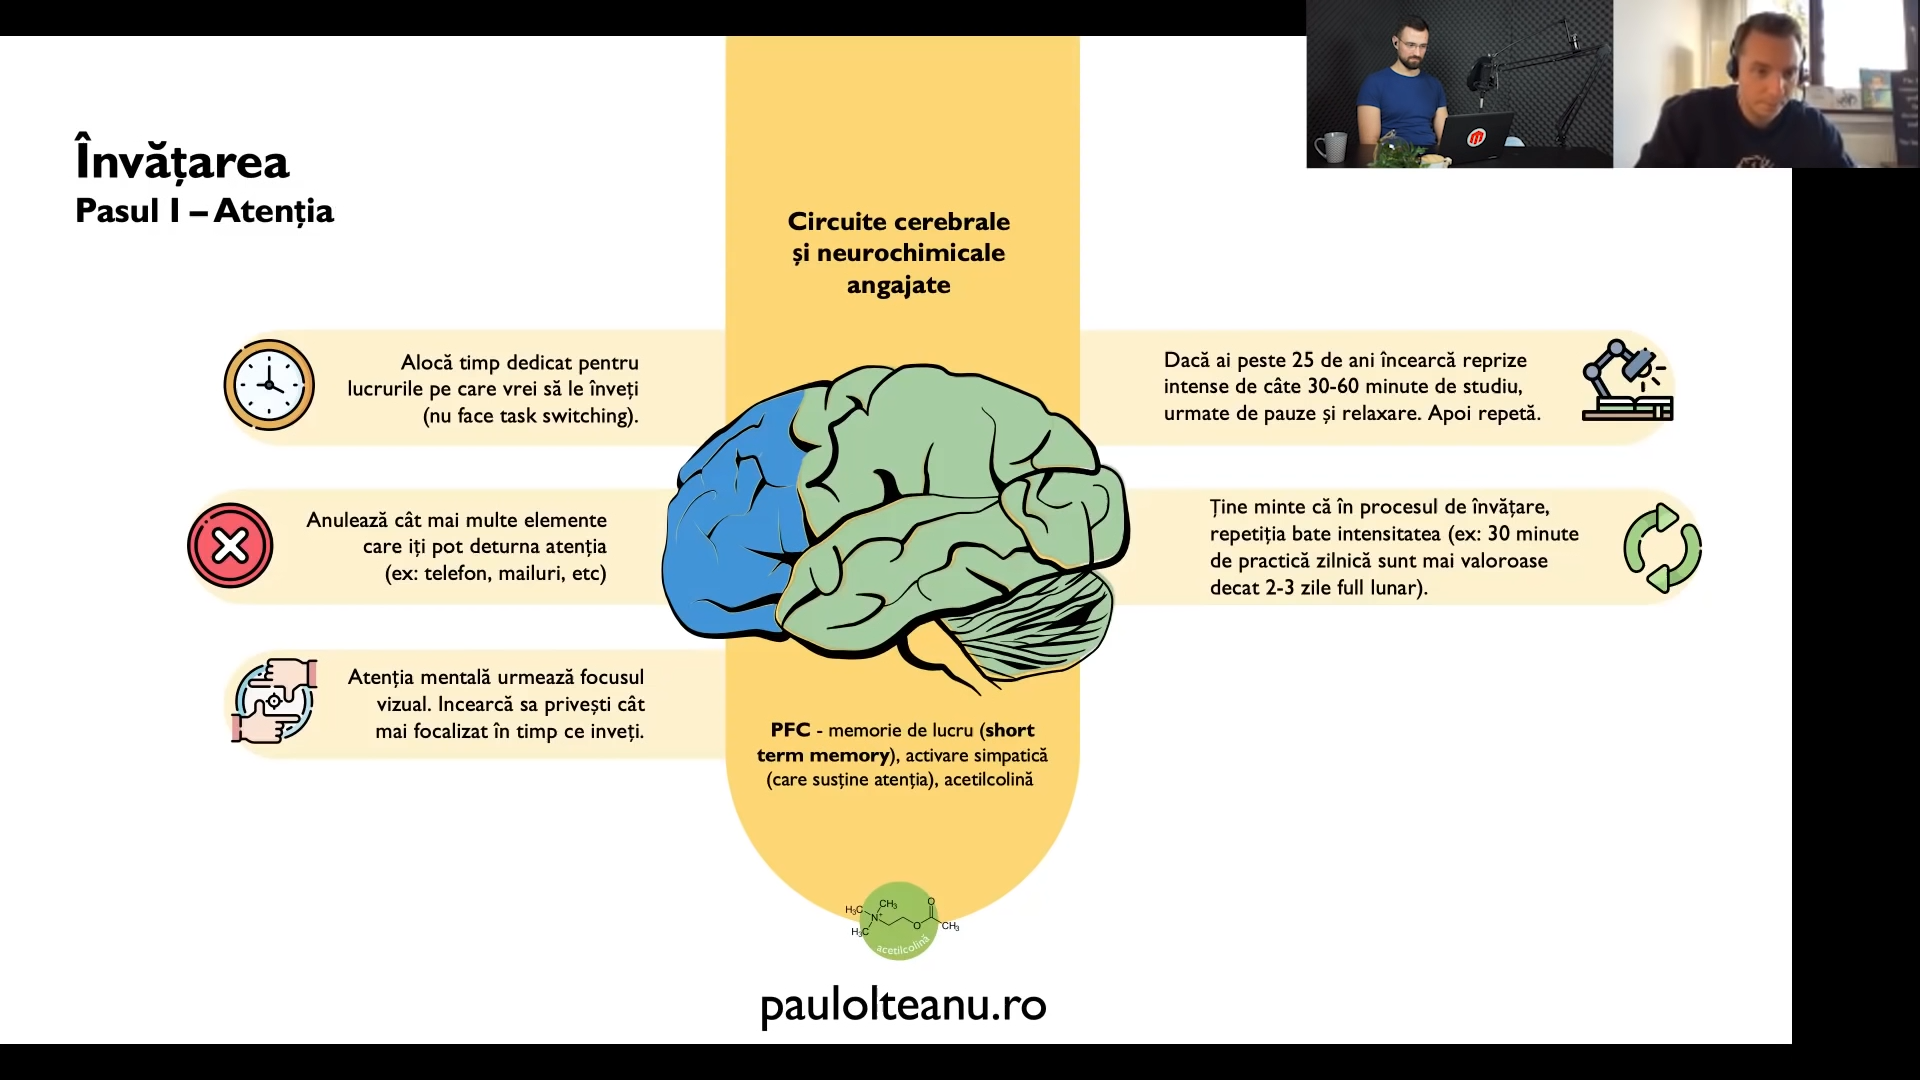 Învățarea
Pasul I – Atenția
Circuite cerebrale
și neurochimicale
angajate
Alocă timp dedicat pentru
lucrurile pe care vrei să le înveți
(nu face task switching).
Anulează cât mai multe elemente
care iți pot deturna atenția
(ex: telefon, mailuri, etc)
Atenția mentală urmează focusul
vizual. Incearcă sa privești cât
mai focalizat în timp ce inveți.
Dacă ai peste 25 de ani încearcă reprize
intense de câte 30-60 minute de studiu,
urmate de pauze și relaxare. Apoi repetă.
Ține minte că în procesul de învățare,
repetiția bate intensitatea (ex: 30 minute
de practică zilnică sunt mai valoroase
decat 2-3 zile full lunar).
PFC - memorie de lucru (short
term memory), activare simpatică
(care susține atenția), acetilcolină
H₃C CH₃ O
N⁺
H₃C O CH₃
acetilcolină
paulolteanu.ro